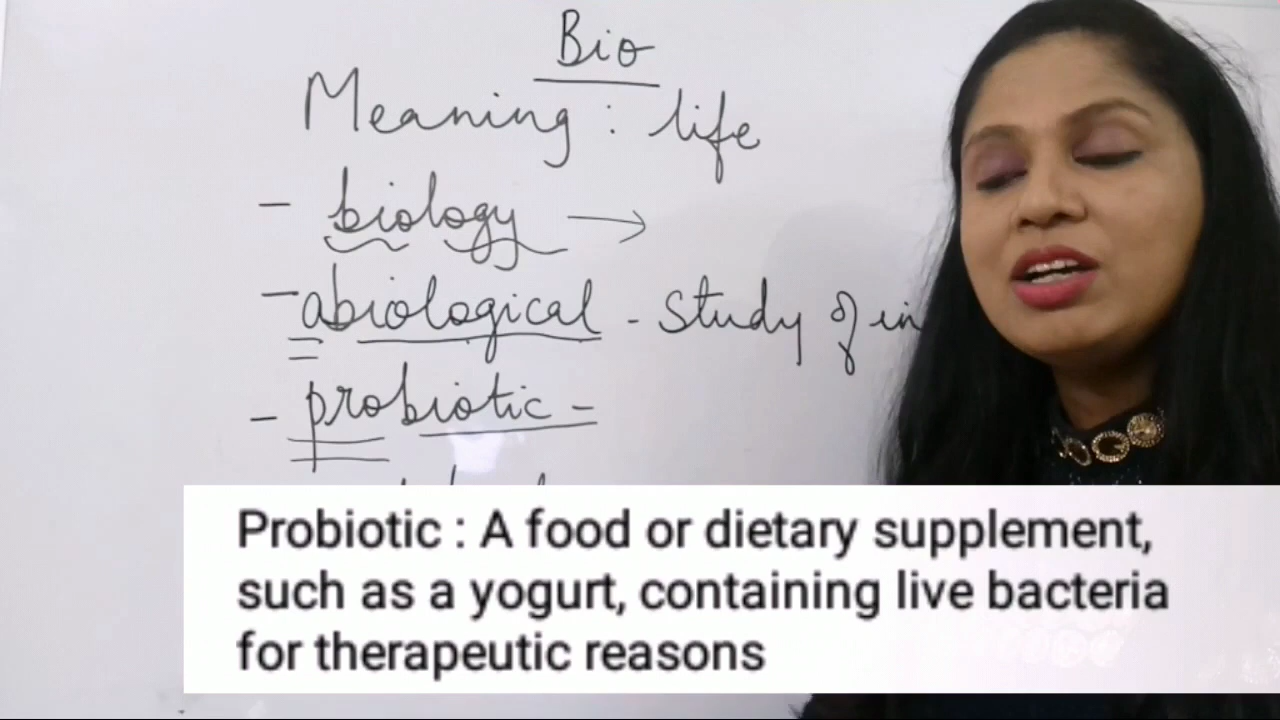 Bio
Meaning : life
- biology →
- abiological - study of in
- probiotic -
Probiotic : A food or dietary supplement,
such as a yogurt, containing live bacteria
for therapeutic reasons